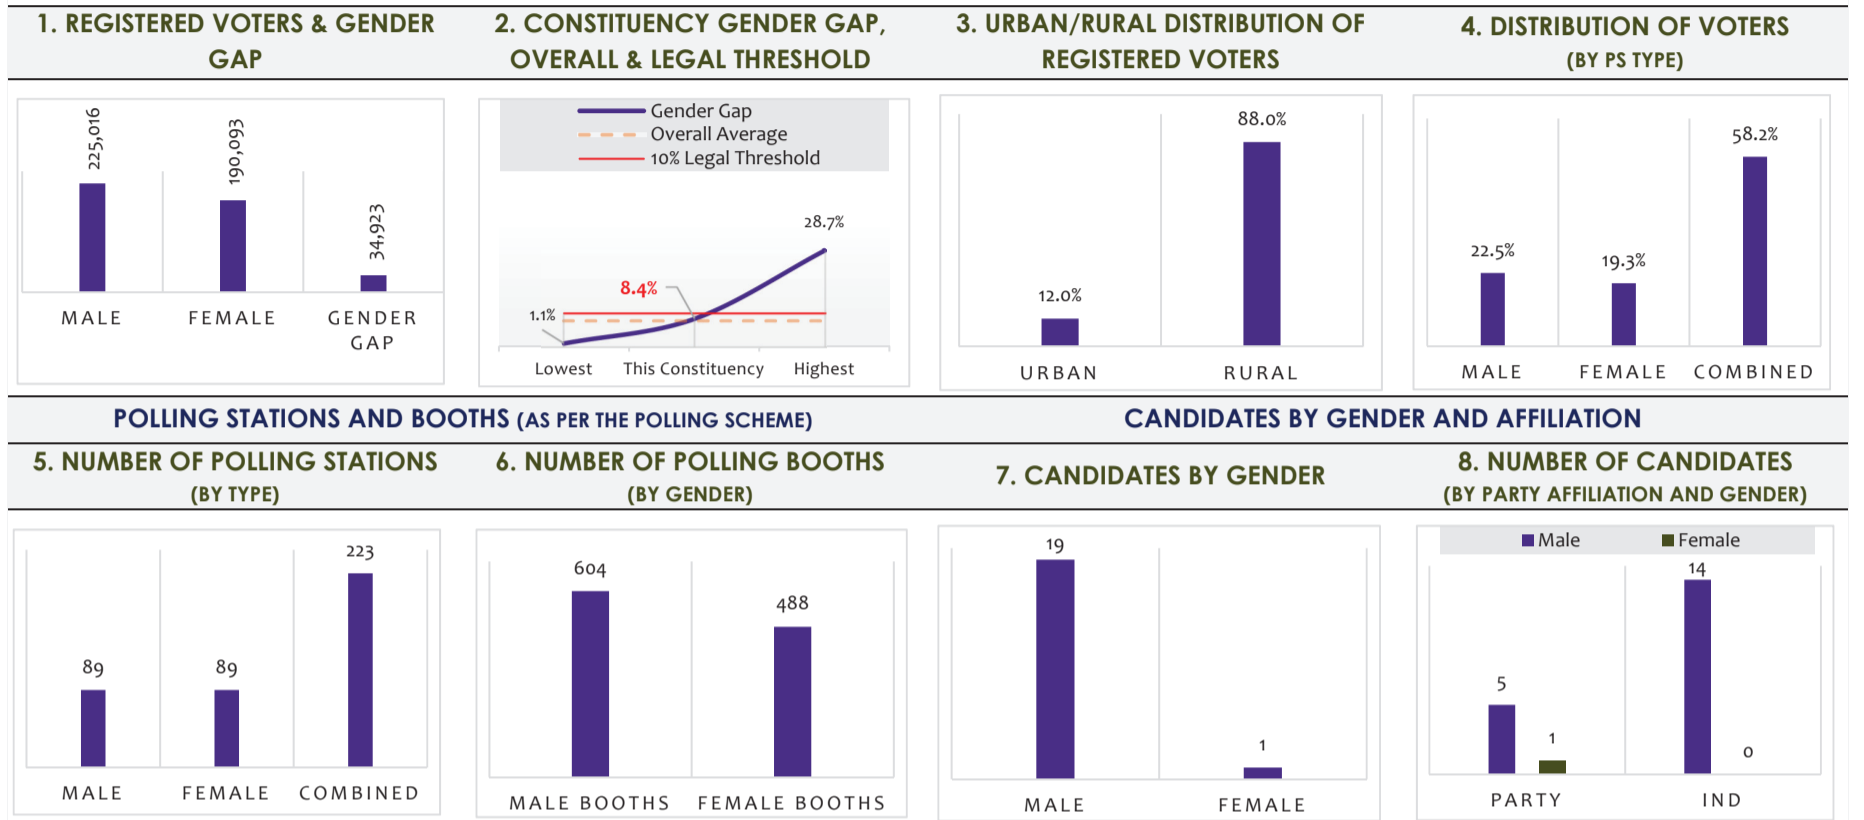 1. REGISTERED VOTERS & GENDER
GAP
225,016
190,093
34,923
MALE
FEMALE
GENDER
GAP
2. CONSTITUENCY GENDER GAP,
OVERALL & LEGAL THRESHOLD
Gender Gap
Overall Average
10% Legal Threshold
28.7%
8.4%
1.1%
Lowest
This Constituency
Highest
3. URBAN/RURAL DISTRIBUTION OF
REGISTERED VOTERS
88.0%
12.0%
URBAN
RURAL
4. DISTRIBUTION OF VOTERS
(BY PS TYPE)
58.2%
22.5%
19.3%
MALE
FEMALE
COMBINED
POLLING STATIONS AND BOOTHS (AS PER THE POLLING SCHEME)
CANDIDATES BY GENDER AND AFFILIATION
5. NUMBER OF POLLING STATIONS
(BY TYPE)
223
89
89
MALE
FEMALE
COMBINED
6. NUMBER OF POLLING BOOTHS
(BY GENDER)
604
488
MALE BOOTHS
FEMALE BOOTHS
7. CANDIDATES BY GENDER
19
1
MALE
FEMALE
8. NUMBER OF CANDIDATES
(BY PARTY AFFILIATION AND GENDER)
Male
Female
14
5
1
0
PARTY
IND